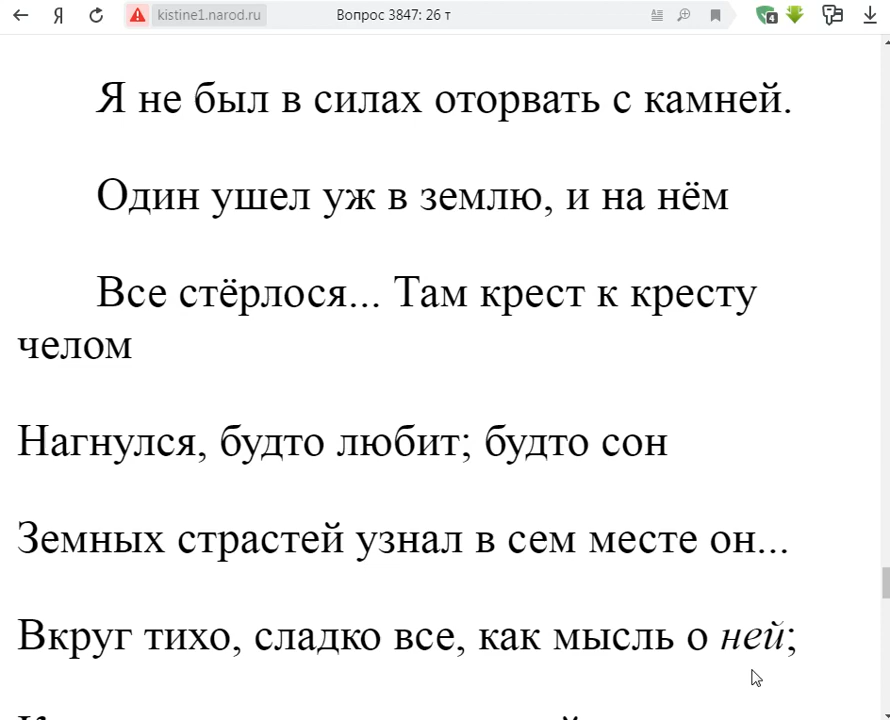 Я kistine1.narod.ru Вопрос 3847: 26 т 4
Я не был в силах оторвать с камней.
Один ушел уж в землю, и на нём
Все стёрлося... Там крест к кресту
челом
Нагнулся, будто любит; будто сон
Земных страстей узнал в сем месте он...
Вкруг тихо, сладко все, как мысль о ней;